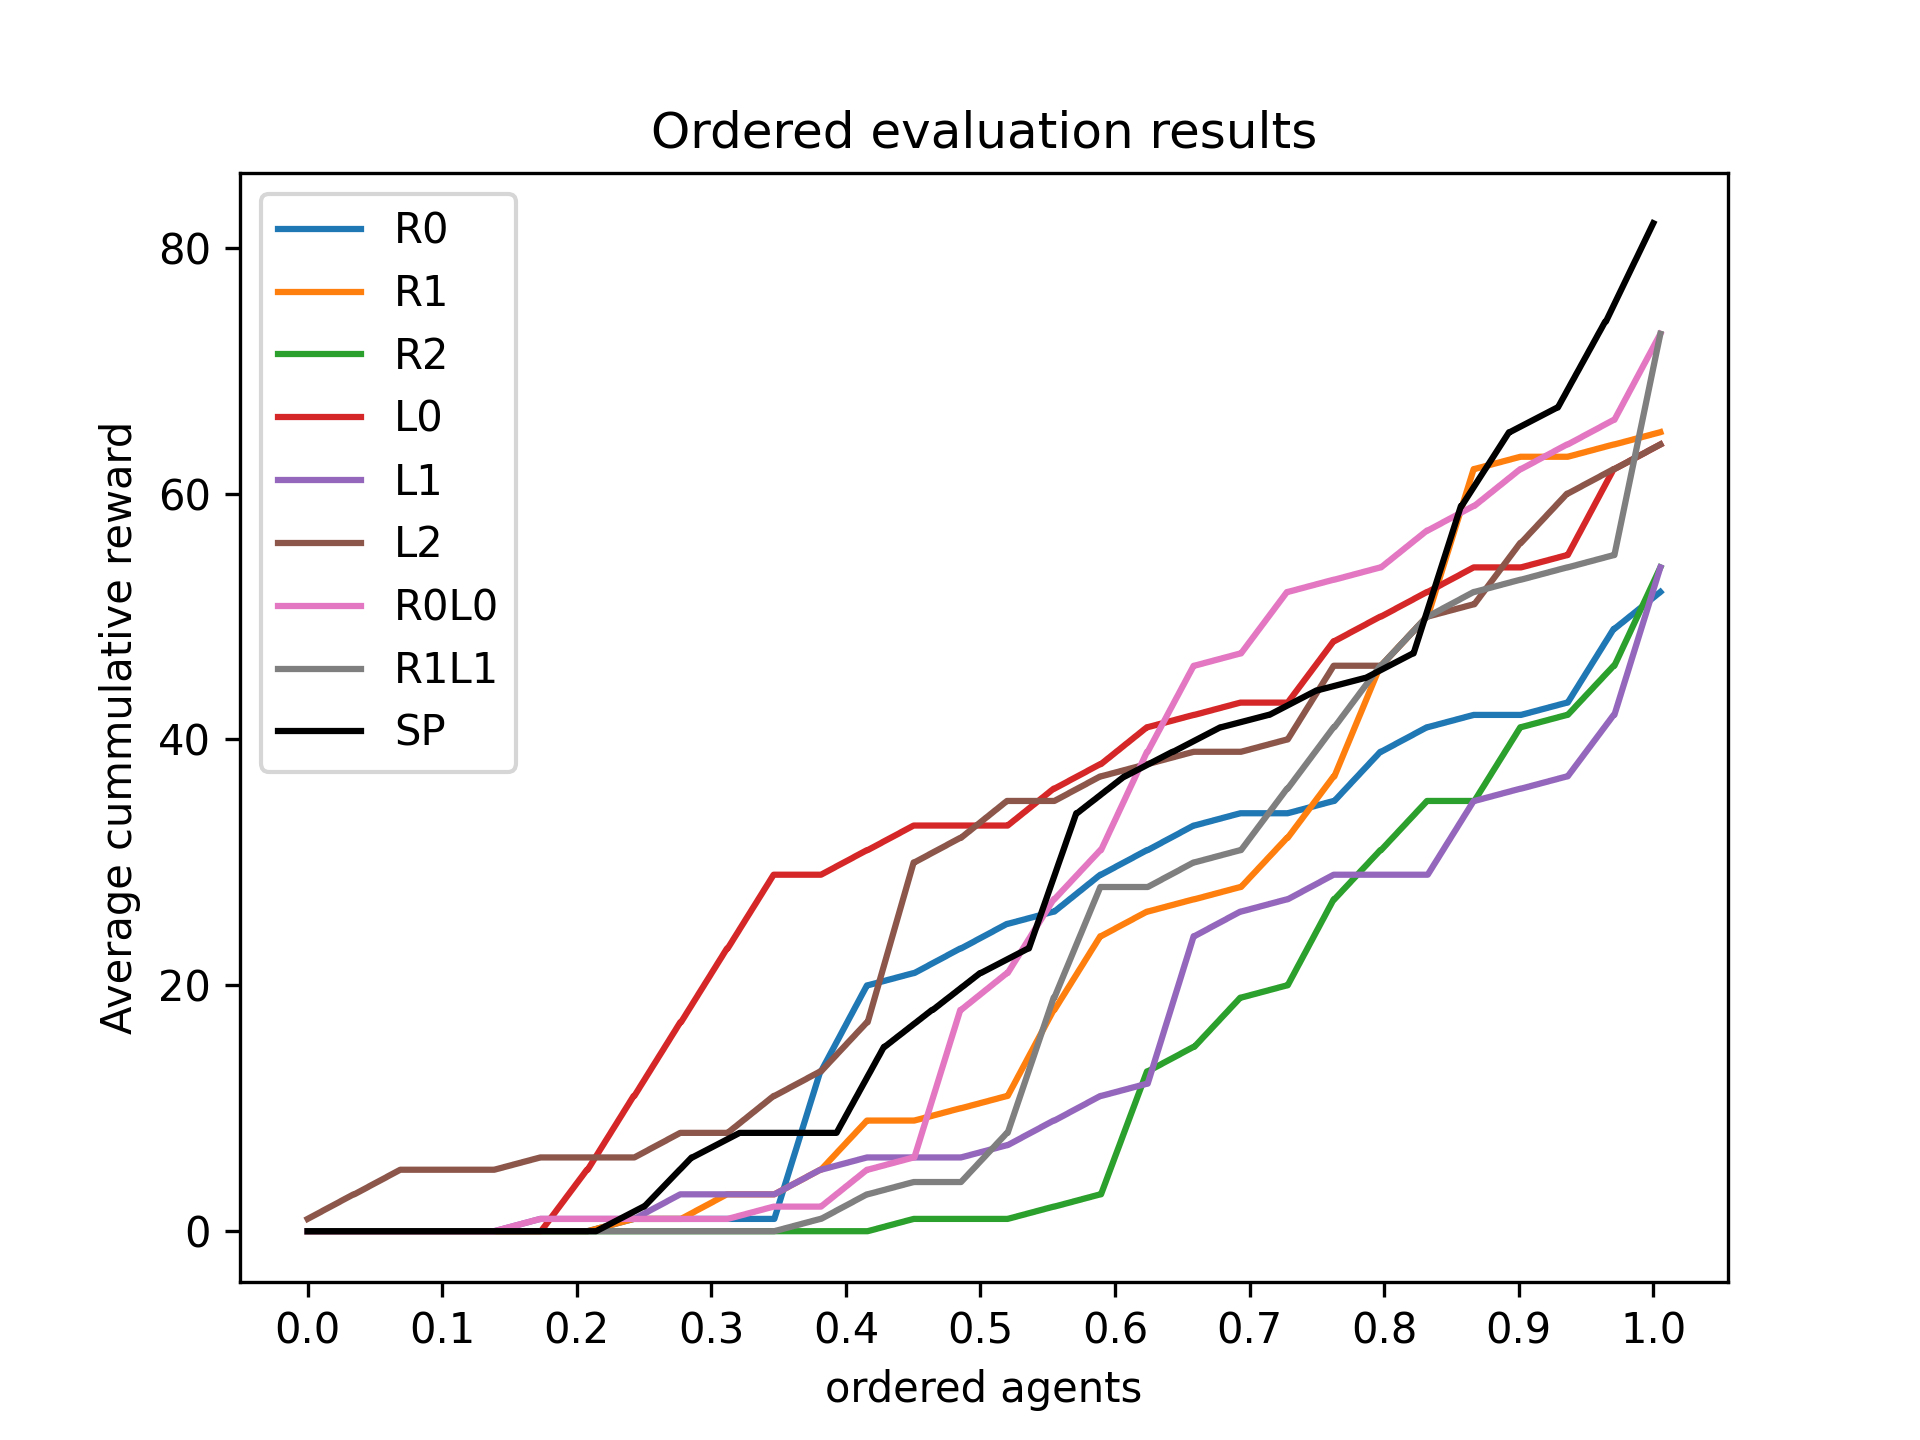 Ordered evaluation results
R0
R1
R2
L0
L1
L2
R0L0
R1L1
SP
Average cummulative reward
80
60
40
20
0
0.0 0.1 0.2 0.3 0.4 0.5 0.6 0.7 0.8 0.9 1.0
ordered agents